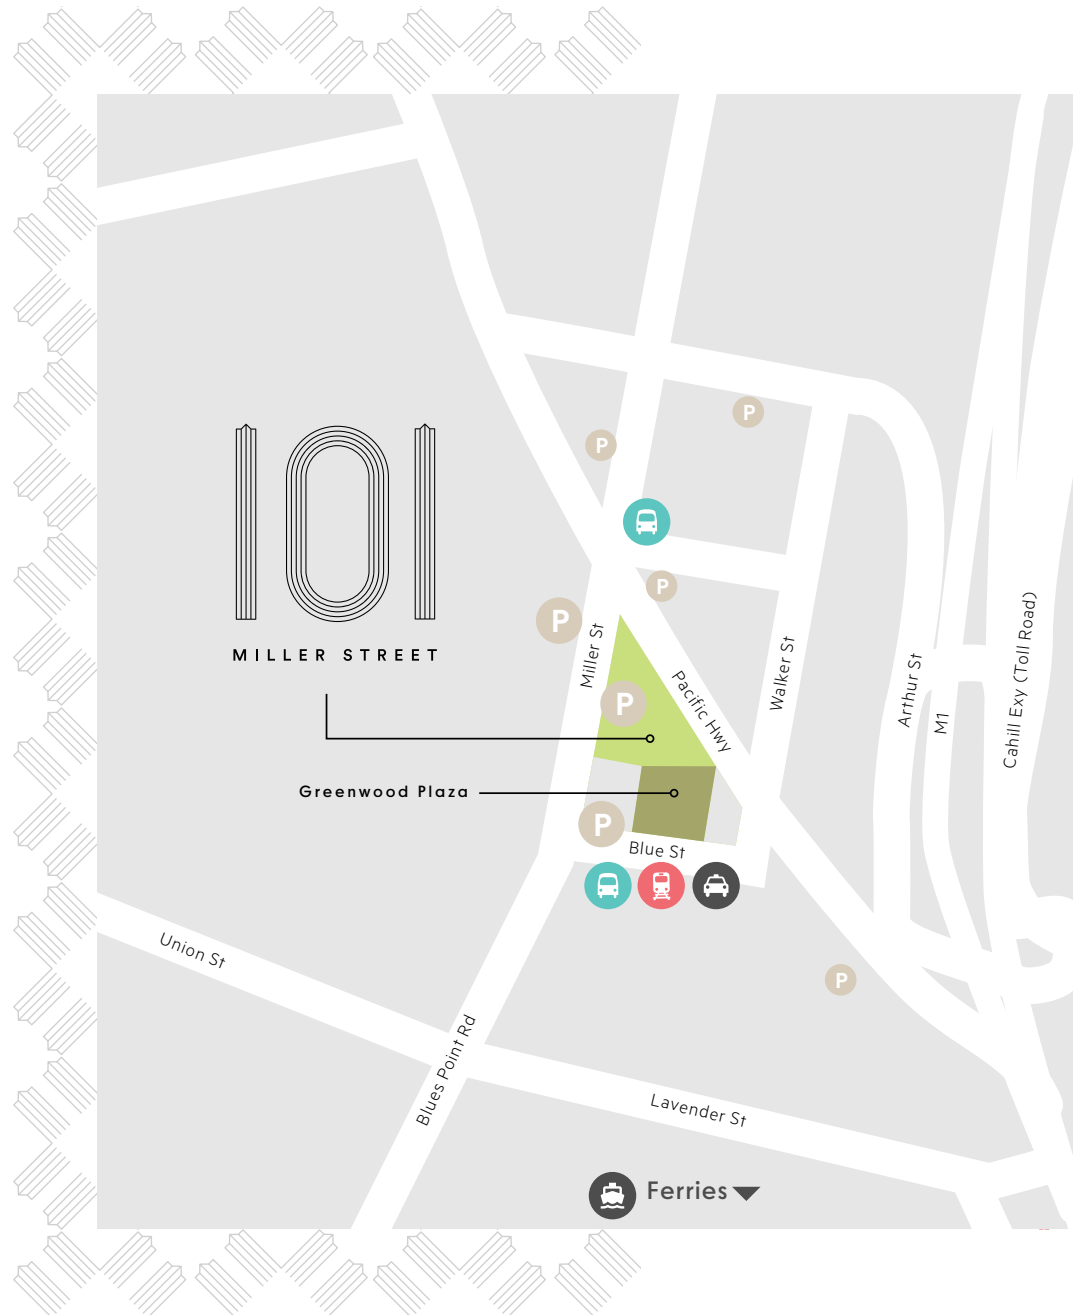 P
P
101
P
P
MILLER STREET
Miller St
Walker St
Pacific Hwy
P
Arthur St
M1
Cahill Exy (Toll Road)
Greenwood Plaza
P
Blue St
Union St
P
Blues Point Rd
Lavender St
Ferries